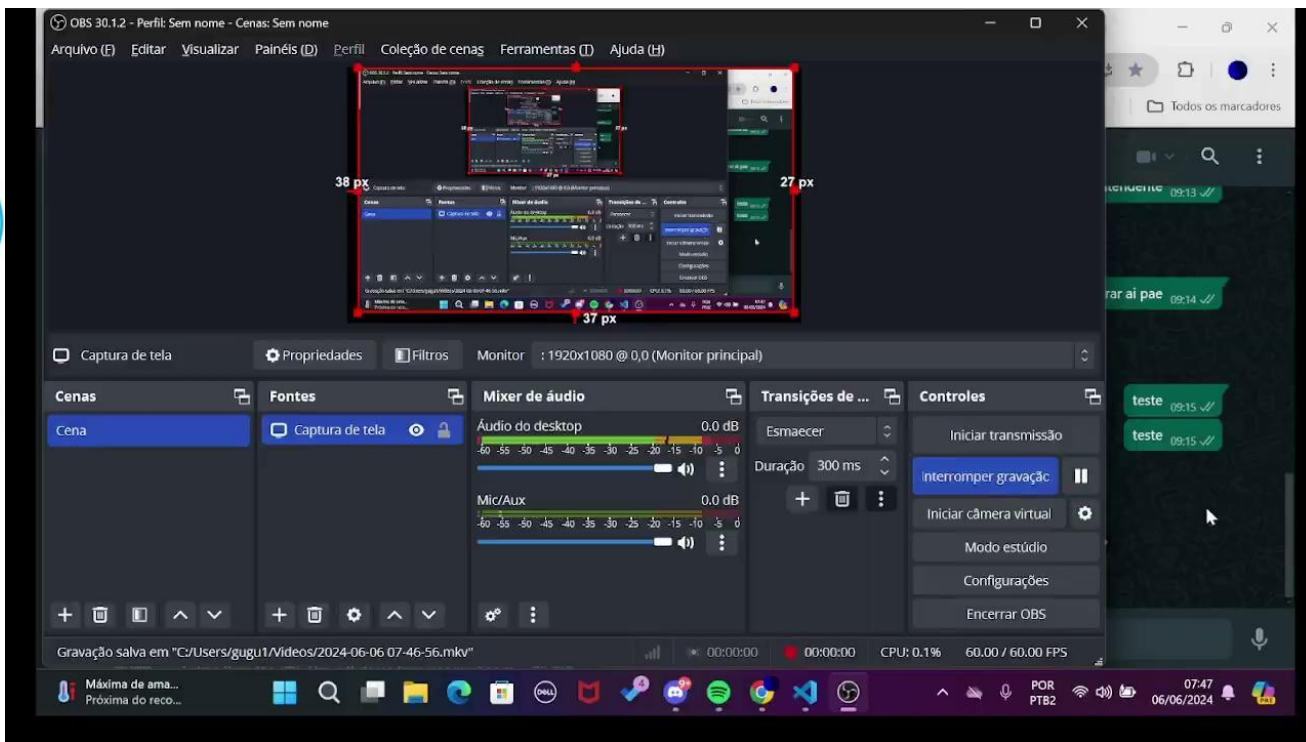 OBS 30.1.2 - Perfil: Sem nome - Cenas: Sem nome
Arquivo (F) Editar Visualizar Painéis (D) Perfil Coleção de cenas Ferramentas (T) Ajuda (H)
Todos os marcadores
38 px
27 px
37 px
09:13
rar ai pae 09:14
teste 09:15
teste 09:15
Captura de tela Propriedades Filtros Monitor : 1920x1080 @ 0,0 (Monitor principal)
Cenas
Cena
Fontes
Captura de tela
Mixer de áudio
Áudio do desktop 0.0 dB
-60 -55 -50 -45 -40 -35 -30 -25 -20 -15 -10 -5 0
Mic/Aux 0.0 dB
-60 -55 -50 -45 -40 -35 -30 -25 -20 -15 -10 -5 0
Transições de ...
Esmaecer
Duração 300 ms
Controles
Iniciar transmissão
Interromper gravação
Iniciar câmera virtual
Modo estúdio
Configurações
Encerrar OBS
Gravação salva em "C:/Users/gugu1/Videos/2024-06-06 07-46-56.mkv" 00:00:00 00:00:00 CPU: 0.1% 60.00 / 60.00 FPS
Máxima de ama...
Próxima do reco...
DELL
4
POR
PTB2
07:47
06/06/2024
PRE